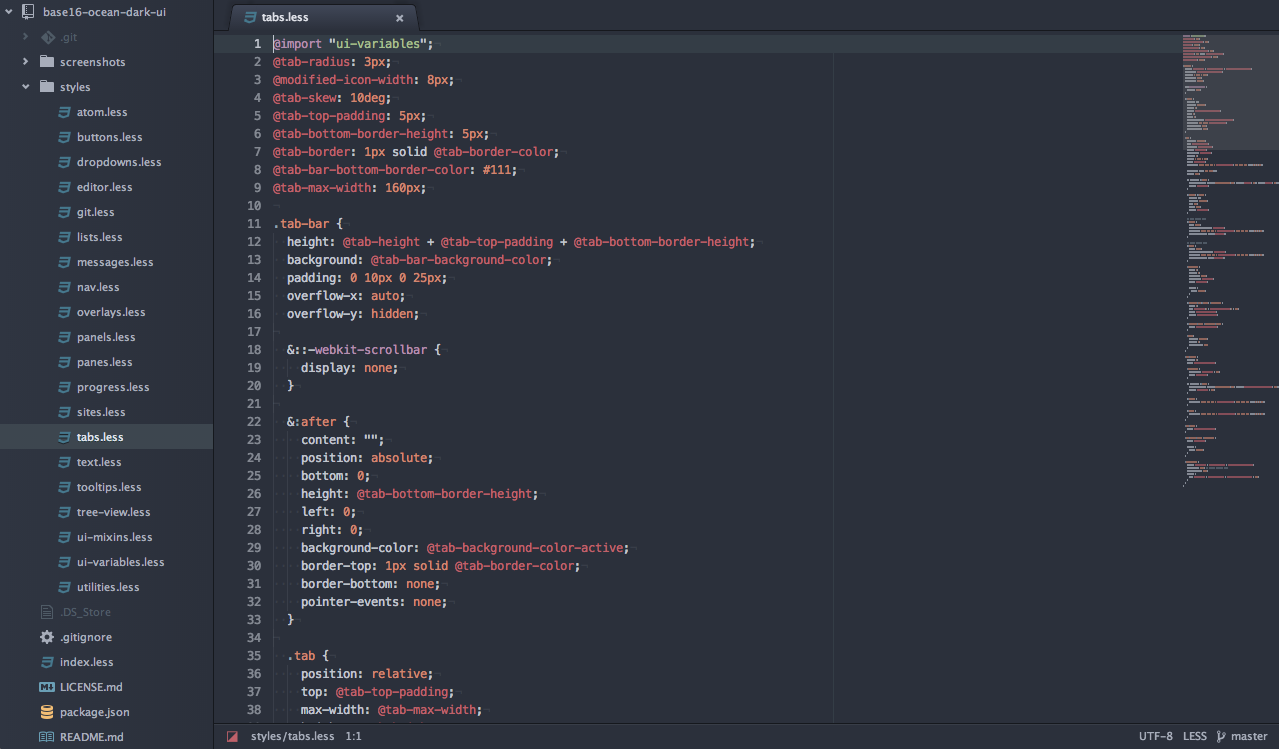 base16-ocean-dark-ui
.git
screenshots
styles
atom.less
buttons.less
dropdowns.less
editor.less
git.less
lists.less
messages.less
nav.less
overlays.less
panels.less
panes.less
progress.less
sites.less
tabs.less
text.less
tooltips.less
tree-view.less
ui-mixins.less
ui-variables.less
utilities.less
.DS_Store
.gitignore
index.less
LICENSE.md
package.json
README.md
tabs.less ×
1 @import "ui-variables";
2 @tab-radius: 3px;
3 @modified-icon-width: 8px;
4 @tab-skew: 10deg;
5 @tab-top-padding: 5px;
6 @tab-bottom-border-height: 5px;
7 @tab-border: 1px solid @tab-border-color;
8 @tab-bar-bottom-border-color: #111;
9 @tab-max-width: 160px;
10
11 .tab-bar {
12 height: @tab-height + @tab-top-padding + @tab-bottom-border-height;
13 background: @tab-bar-background-color;
14 padding: 0 10px 0 25px;
15 overflow-x: auto;
16 overflow-y: hidden;
17
18 &::-webkit-scrollbar {
19 display: none;
20 }
21
22 &:after {
23 content: "";
24 position: absolute;
25 bottom: 0;
26 height: @tab-bottom-border-height;
27 left: 0;
28 right: 0;
29 background-color: @tab-background-color-active;
30 border-top: 1px solid @tab-border-color;
31 border-bottom: none;
32 pointer-events: none;
33 }
34
35 .tab {
36 position: relative;
37 top: @tab-top-padding;
38 max-width: @tab-max-width;
styles/tabs.less 1:1
UTF-8 LESS master